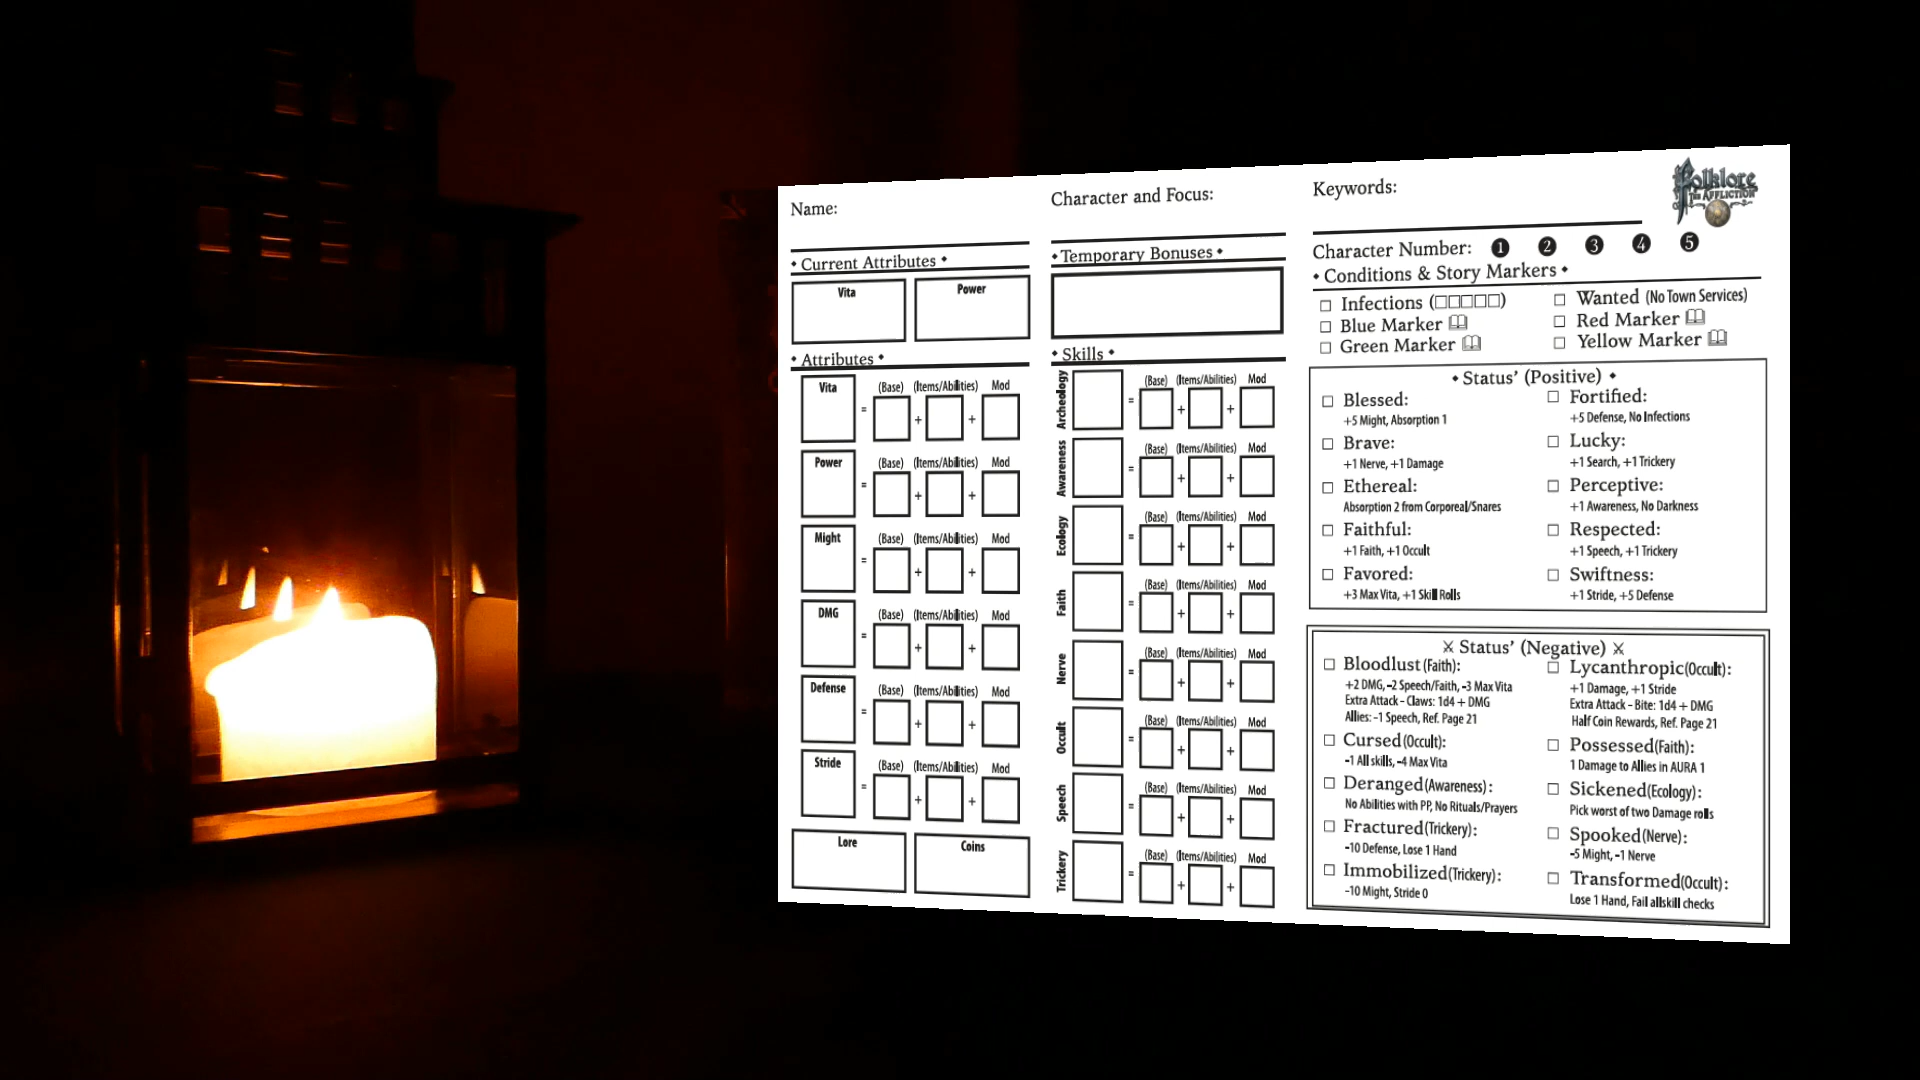 Name:
Current Attributes
Vita
Power
Attributes
Vita = (Base) + (Items/Abilities) + Mod
Power = (Base) + (Items/Abilities) + Mod
Might = (Base) + (Items/Abilities) + Mod
DMG = (Base) + (Items/Abilities) + Mod
Defense = (Base) + (Items/Abilities) + Mod
Stride = (Base) + (Items/Abilities) + Mod
Lore
Coins
Character and Focus:
Temporary Bonuses
Skills
Archeology = (Base) + (Items/Abilities) + Mod
Awareness = (Base) + (Items/Abilities) + Mod
Ecology = (Base) + (Items/Abilities) + Mod
Faith = (Base) + (Items/Abilities) + Mod
Nerve = (Base) + (Items/Abilities) + Mod
Occult = (Base) + (Items/Abilities) + Mod
Speech = (Base) + (Items/Abilities) + Mod
Trickery = (Base) + (Items/Abilities) + Mod
Keywords:
Folklore
The Affliction
Character Number: 1 2 3 4 5
Conditions & Story Markers
Infections (□□□□□)
Blue Marker
Green Marker
Wanted (No Town Services)
Red Marker
Yellow Marker
Status' (Positive)
Blessed:
+5 Might, Absorption 1
Brave:
+1 Nerve, +1 Damage
Ethereal:
Absorption 2 from Corporeal/Snares
Faithful:
+1 Faith, +1 Occult
Favored:
+3 Max Vita, +1 Skill Rolls
Fortified:
+5 Defense, No Infections
Lucky:
+1 Search, +1 Trickery
Perceptive:
+1 Awareness, No Darkness
Respected:
+1 Speech, +1 Trickery
Swiftness:
+1 Stride, +5 Defense
Status' (Negative)
Bloodlust (Faith):
+2 DMG, -2 Speech/Faith, -3 Max Vita
Extra Attack - Claws: 1d4 + DMG
Allies: -1 Speech, Ref. Page 21
Cursed(Occult):
-1 All skills, -4 Max Vita
Deranged(Awareness):
No Abilities with PP, No Rituals/Prayers
Fractured(Trickery):
-10 Defense, Lose 1 Hand
Immobilized(Trickery):
-10 Might, Stride 0
Lycanthropic(Occult):
+1 Damage, +1 Stride
Extra Attack - Bite: 1d4 + DMG
Half Coin Rewards, Ref. Page 21
Possessed(Faith):
1 Damage to Allies in AURA 1
Sickened(Ecology):
Pick worst of two Damage rolls
Spooked(Nerve):
-5 Might, -1 Nerve
Transformed(Occult):
Lose 1 Hand, Fail allskill checks